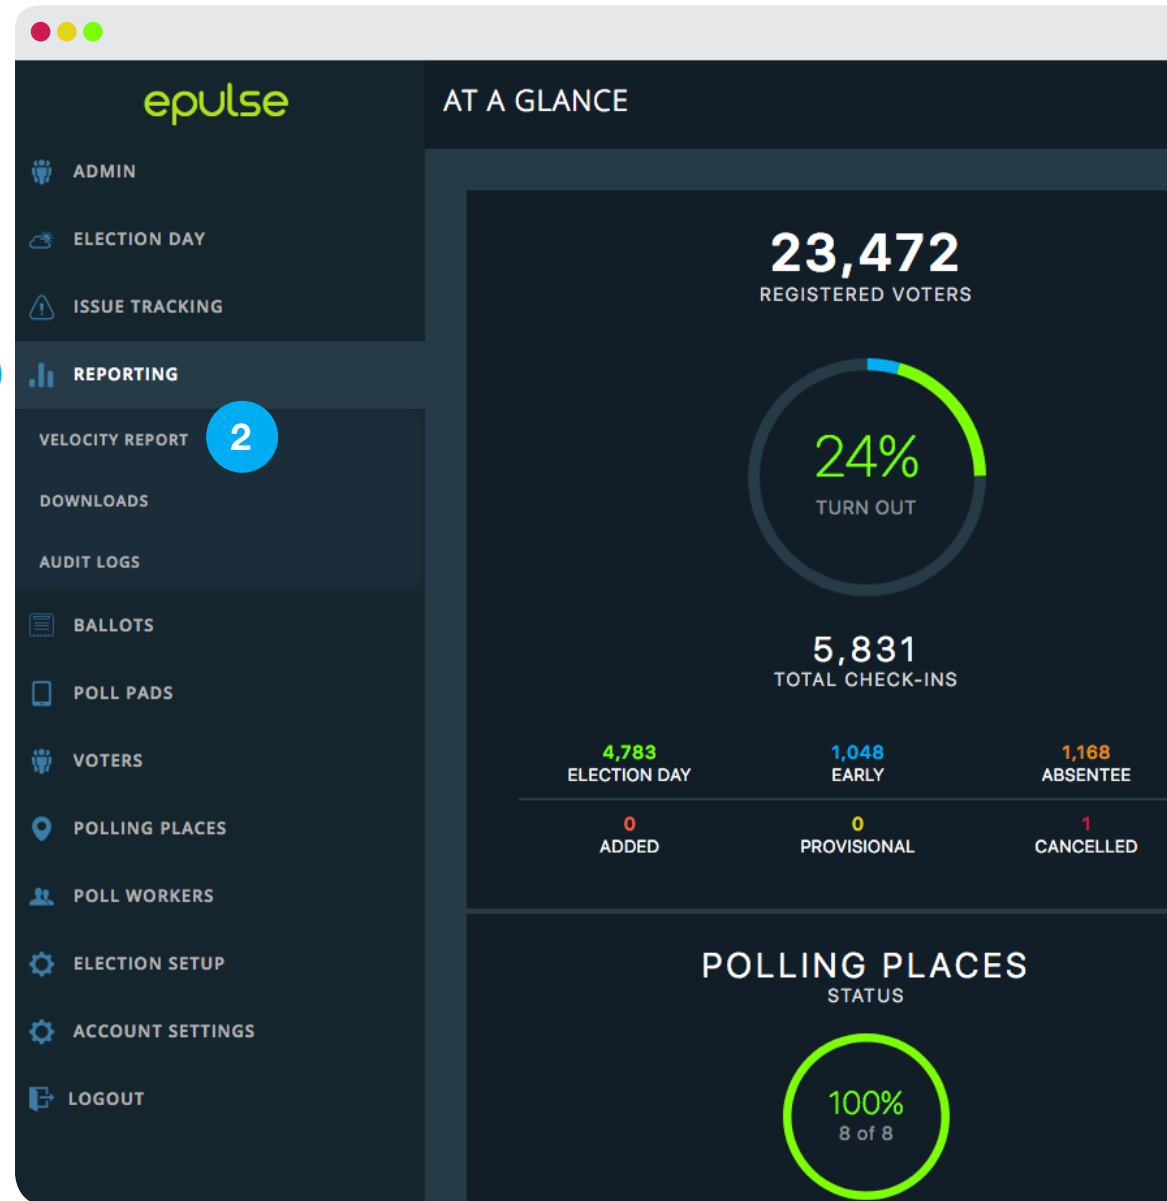 epulse
AT A GLANCE
ADMIN
ELECTION DAY
ISSUE TRACKING
REPORTING
VELOCITY REPORT 2
DOWNLOADS
AUDIT LOGS
BALLOTS
POLL PADS
VOTERS
POLLING PLACES
POLL WORKERS
ELECTION SETUP
ACCOUNT SETTINGS
LOGOUT
23,472
REGISTERED VOTERS
24%
TURN OUT
5,831
TOTAL CHECK-INS
4,783 1,048 1,168
ELECTION DAY EARLY ABSENTEE
0 0 1
ADDED PROVISIONAL CANCELLED
POLLING PLACES
STATUS
100%
8 of 8